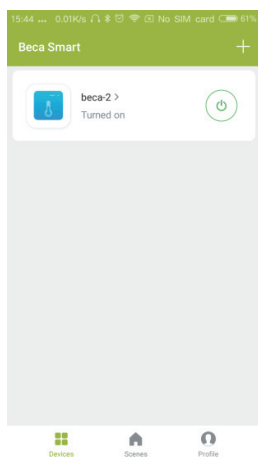 15:44 ... 0.01K/s No SIM card 61%
Beca Smart
beca-2 >
Turned on
Devices Scenes Profile